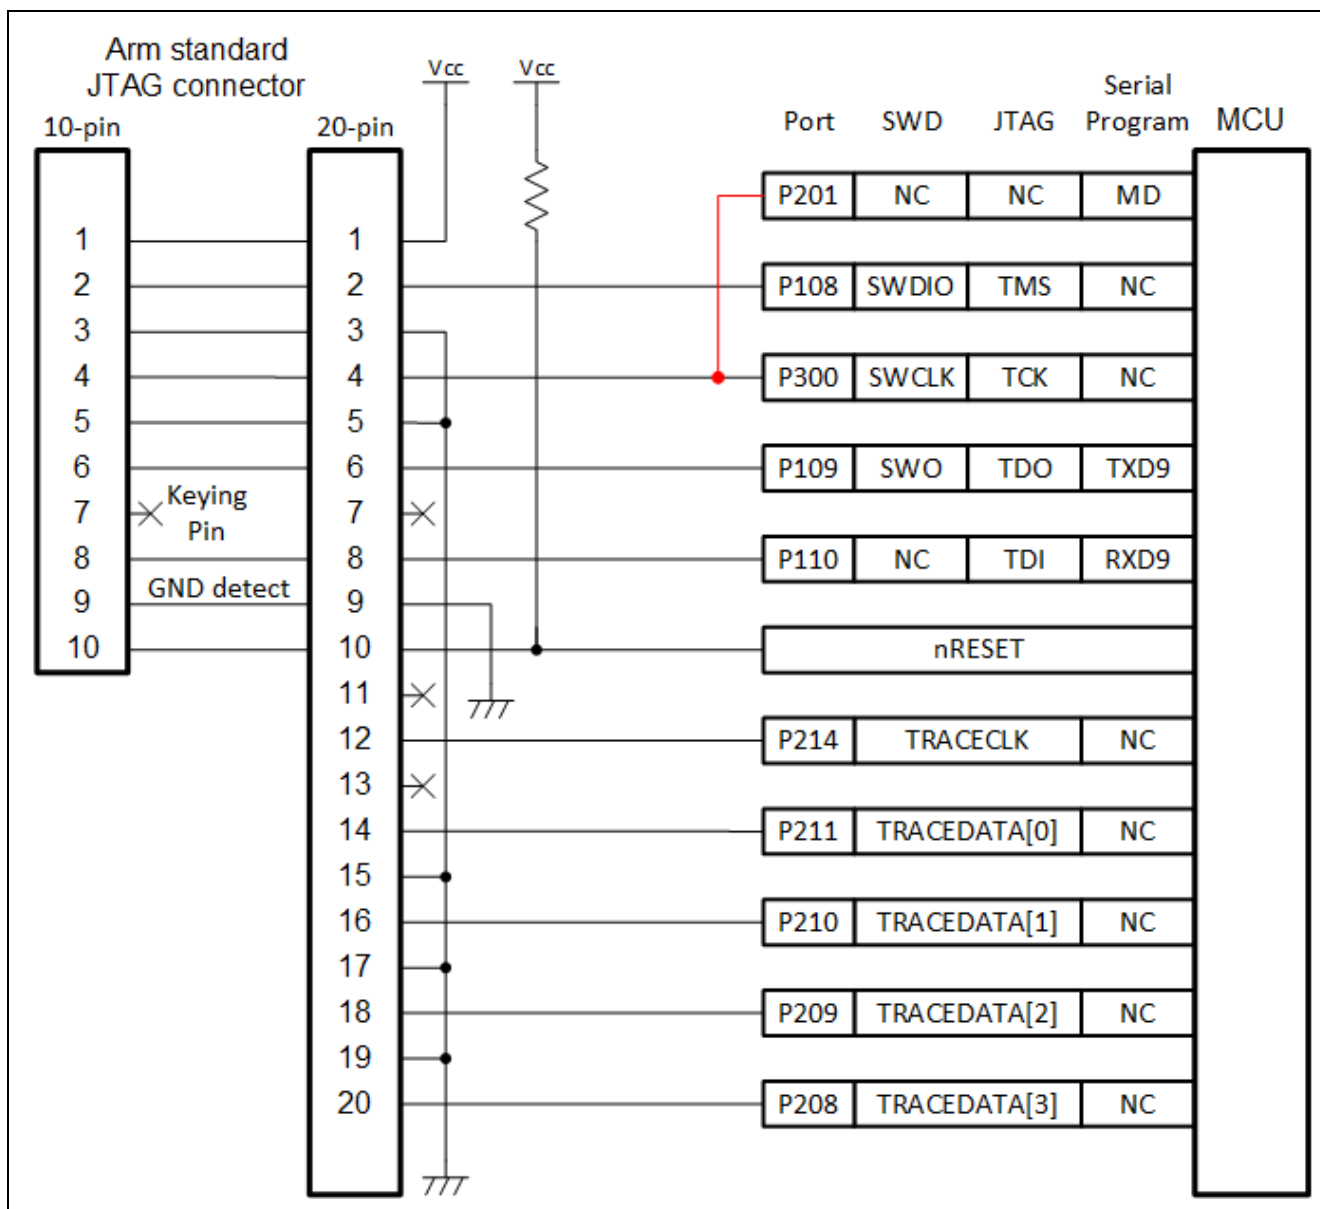 Arm standard
JTAG connector
10-pin
20-pin
Vcc
Vcc
Port SWD JTAG Serial Program MCU
1 1
2 2
3 3
4 4
5 5
6 6
7 Keying Pin 7
8 8
9 GND detect 9
10 10
11
12
13
14
15
16
17
18
19
20
P201 NC NC MD
P108 SWDIO TMS NC
P300 SWCLK TCK NC
P109 SWO TDO TXD9
P110 NC TDI RXD9
nRESET
P214 TRACECLK NC
P211 TRACEDATA[0] NC
P210 TRACEDATA[1] NC
P209 TRACEDATA[2] NC
P208 TRACEDATA[3] NC